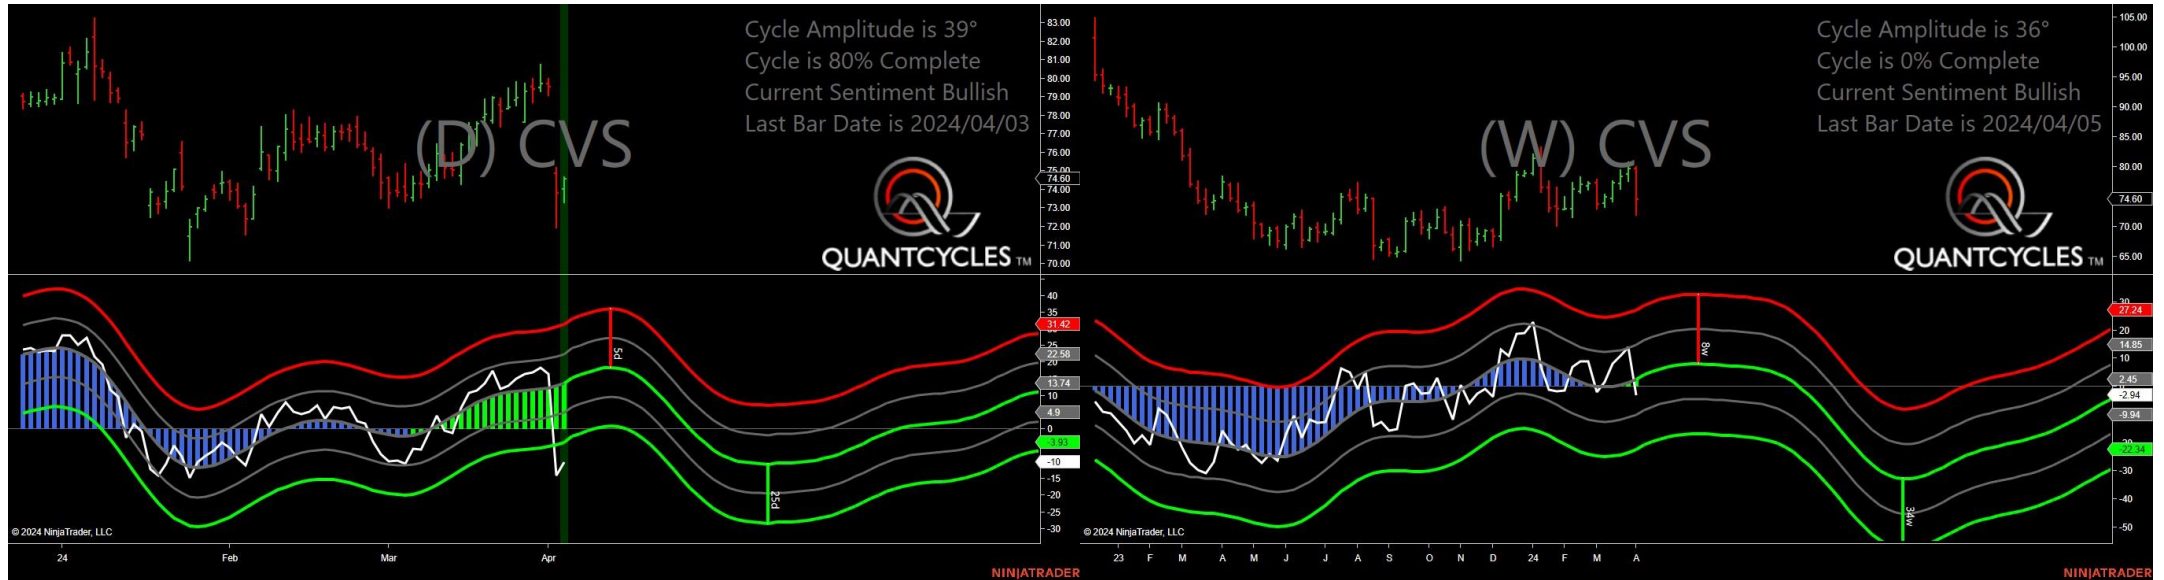 Cycle Amplitude is 39°
Cycle is 80% Complete
Current Sentiment Bullish
Last Bar Date is 2024/04/03
(D) CVS
QUANTCYCLES TM
83.00
82.00
81.00
80.00
79.00
78.00
77.00
76.00
75.00
74.60
74.00
73.00
72.00
71.00
70.00
40
35
31.42
25
22.58
20
13.74
10
4.9
0
-3.93
-10
-15
-20
-25
-30
5d
25d
© 2024 NinjaTrader, LLC
24 Feb Mar Apr
NINJATRADER
Cycle Amplitude is 36°
Cycle is 0% Complete
Current Sentiment Bullish
Last Bar Date is 2024/04/05
(W) CVS
QUANTCYCLES TM
105.00
100.00
95.00
90.00
85.00
80.00
74.60
70.00
65.00
30
27.24
20
14.85
10
2.45
-2.94
-9.94
-20
-22.34
-30
-40
-50
8w
34w
© 2024 NinjaTrader, LLC
23 F M A M J J A S O N D 24 F M A
NINJATRADER